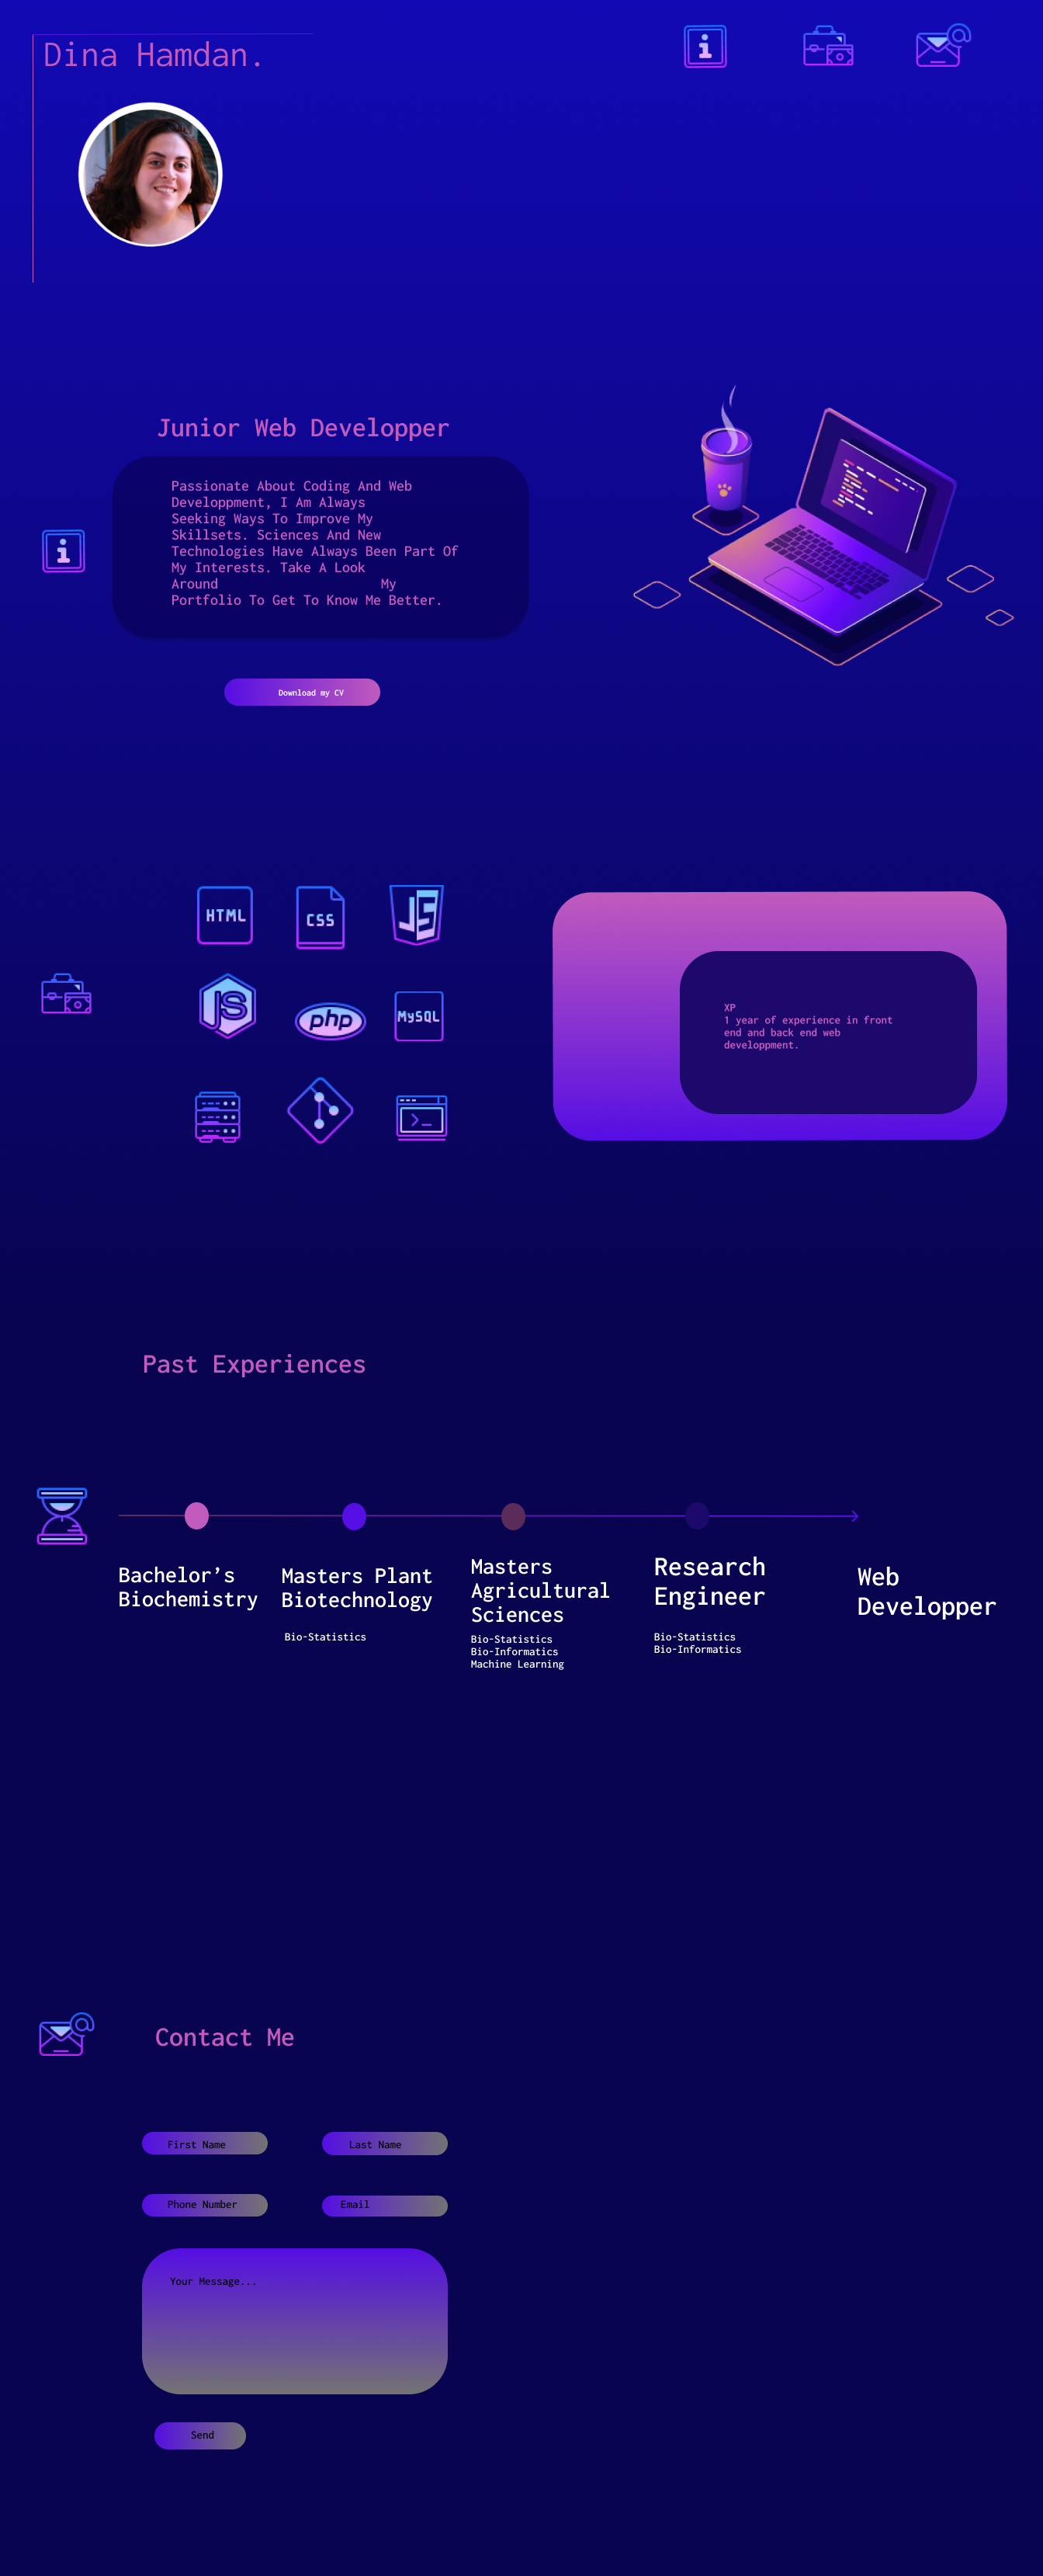 Dina Hamdan.
Junior Web Developper
Passionate About Coding And Web
Developpment, I Am Always
Seeking Ways To Improve My
Skillsets. Sciences And New
Technologies Have Always Been Part Of
My Interests. Take A Look
Around My
Portfolio To Get To Know Me Better.
Download my CV
HTML
CSS
JS
JS
php
MySQL
XP
1 year of experience in front
end and back end web
developpment.
Past Experiences
Bachelor’s
Biochemistry
Masters Plant
Biotechnology
Bio-Statistics
Masters
Agricultural
Sciences
Bio-Statistics
Bio-Informatics
Machine Learning
Research
Engineer
Bio-Statistics
Bio-Informatics
Web
Developper
Contact Me
First Name
Last Name
Phone Number
Email
Your Message...
Send